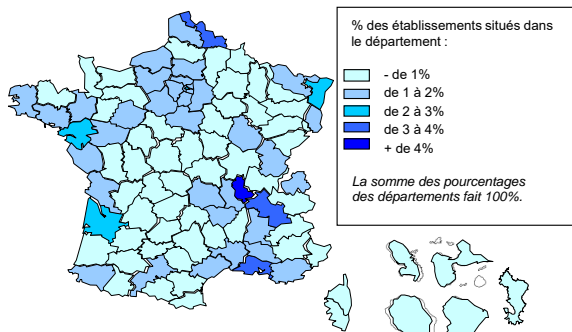 % des établissements situés dans
le département :
- de 1%
de 1 à 2%
de 2 à 3%
de 3 à 4%
+ de 4%
La somme des pourcentages
des départements fait 100%.